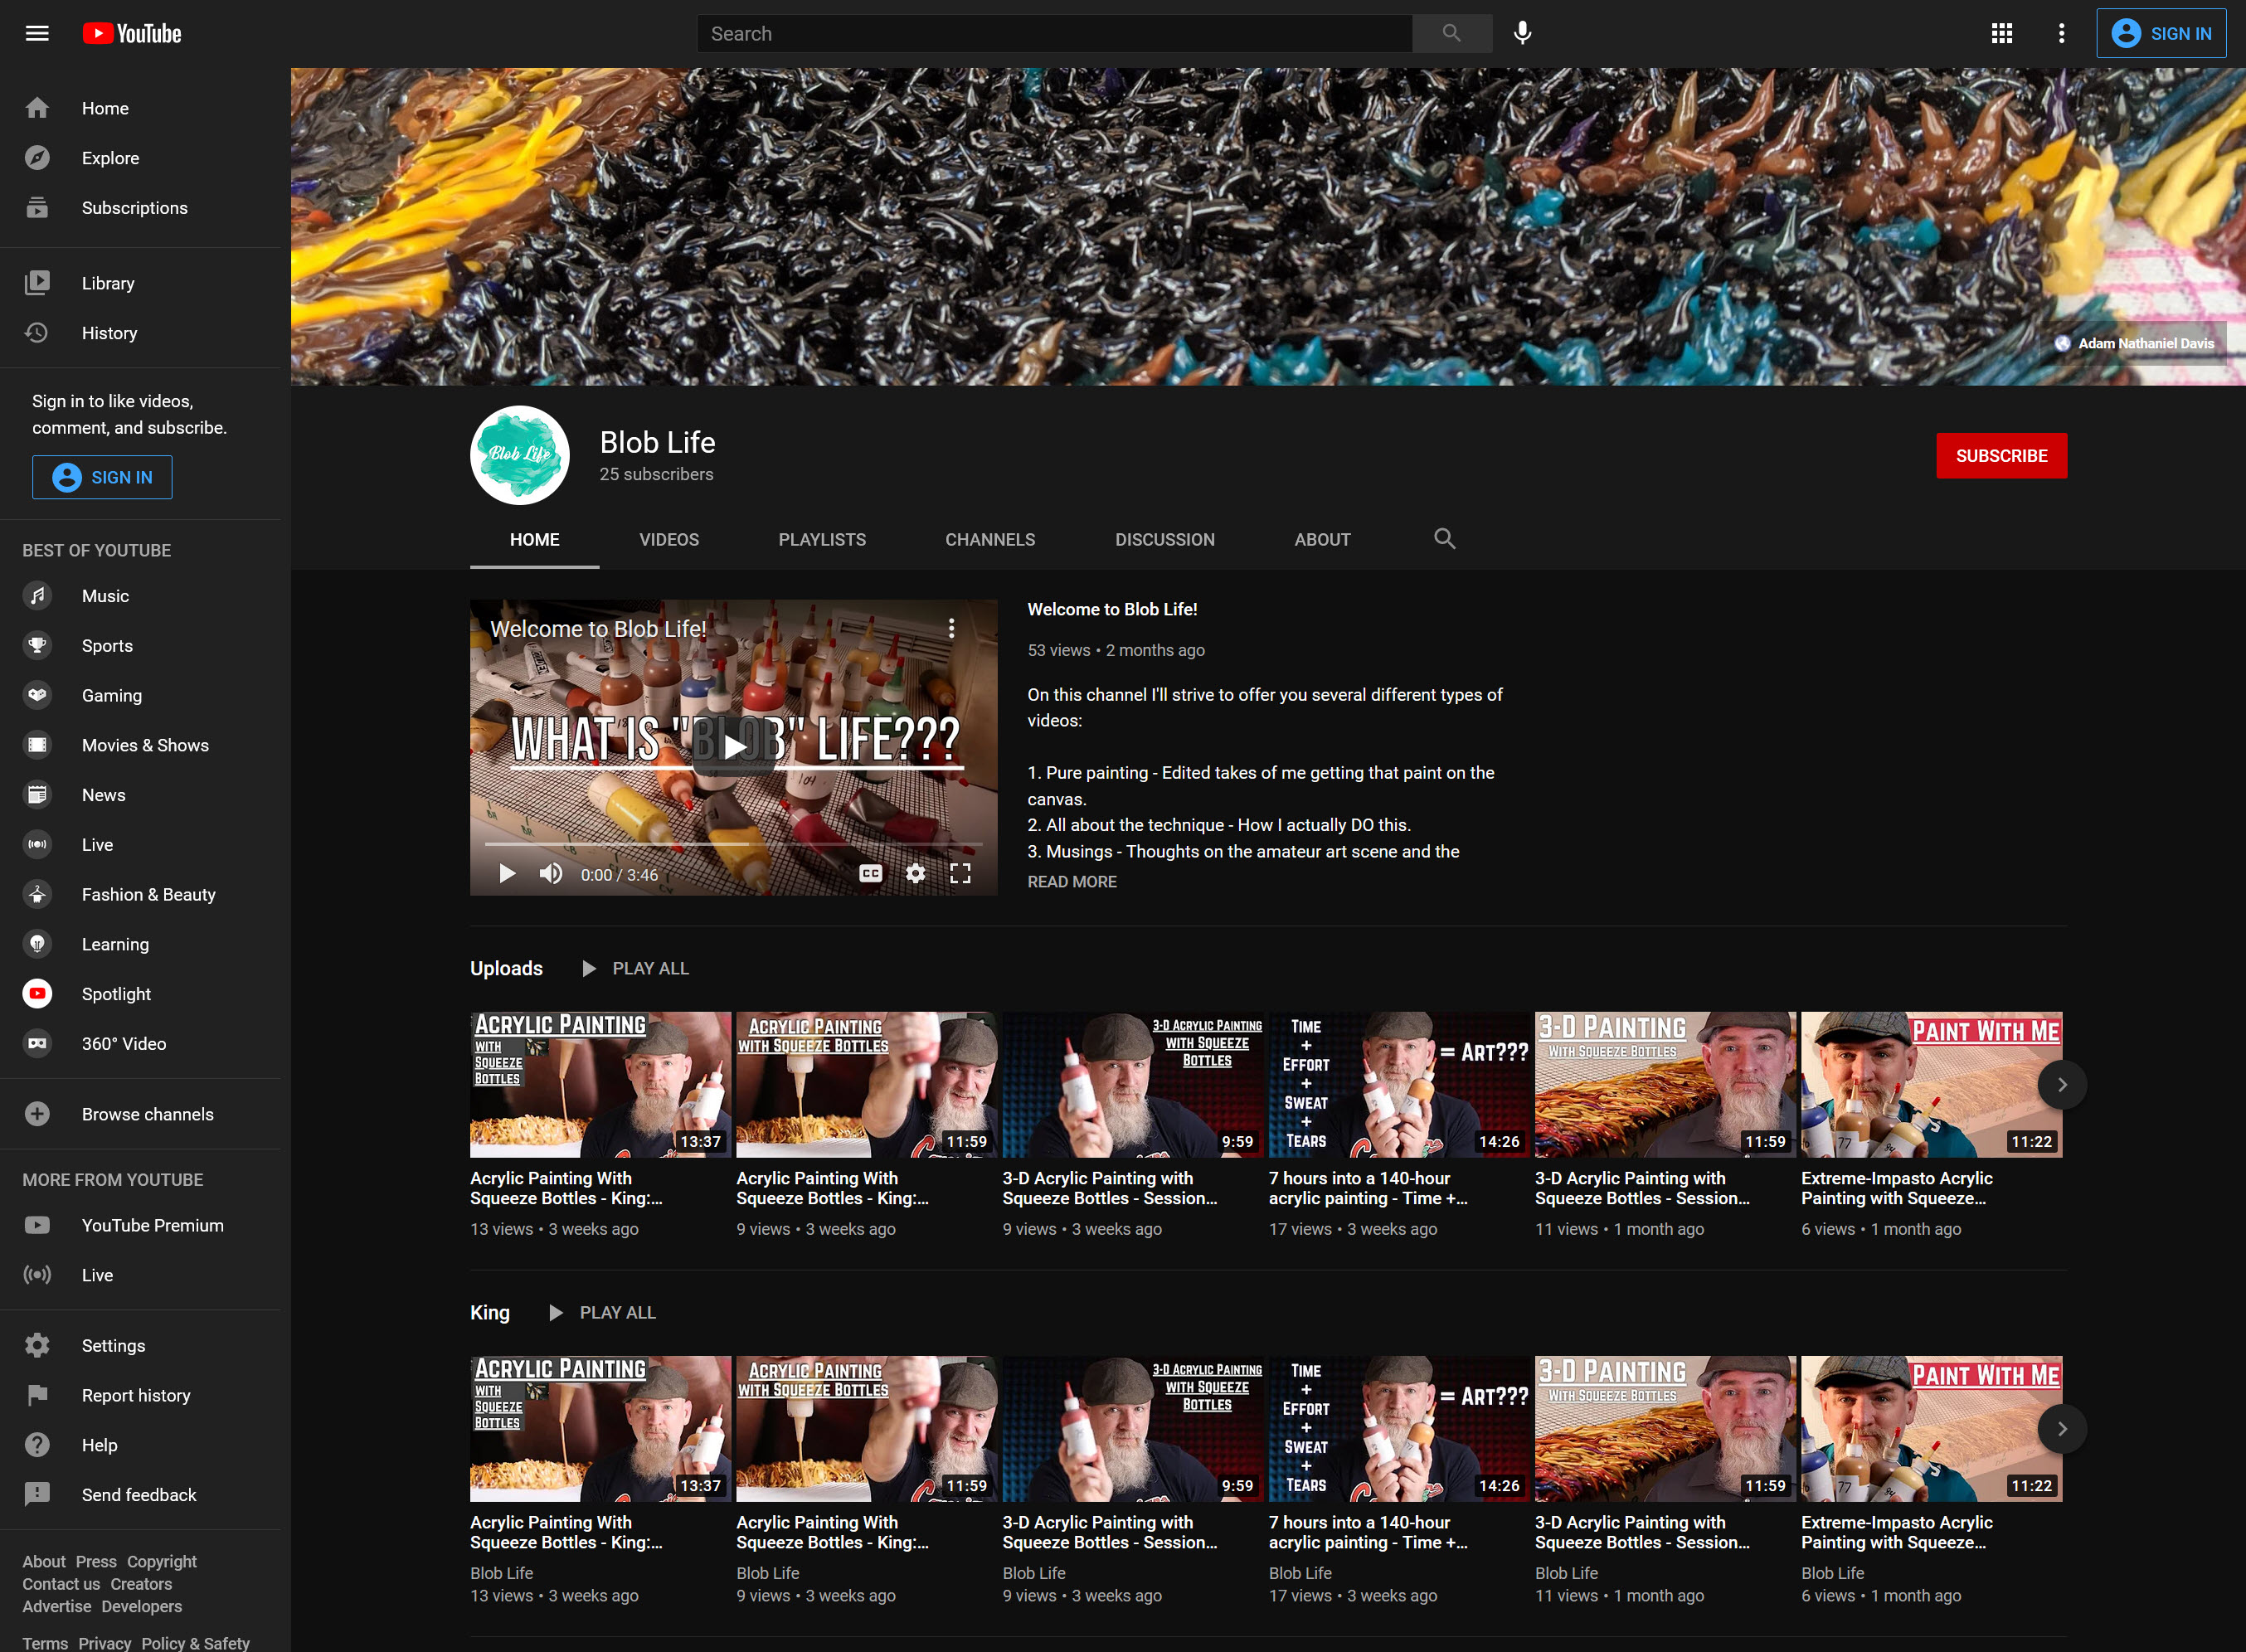 YouTube
Search
SIGN IN
Home
Explore
Subscriptions
Library
History
Sign in to like videos,
comment, and subscribe.
SIGN IN
BEST OF YOUTUBE
Music
Sports
Gaming
Movies & Shows
News
Live
Fashion & Beauty
Learning
Spotlight
360° Video
Browse channels
MORE FROM YOUTUBE
YouTube Premium
Live
Settings
Report history
Help
Send feedback
About Press Copyright
Contact us Creators
Advertise Developers
Terms Privacy Policy & Safety
Adam Nathaniel Davis
Blob Life
Blob Life
25 subscribers
SUBSCRIBE
HOME VIDEOS PLAYLISTS CHANNELS DISCUSSION ABOUT
Welcome to Blob Life!
WHAT IS "BLOB" LIFE???
0:00 / 3:46
CC
Welcome to Blob Life!
53 views • 2 months ago
On this channel I'll strive to offer you several different types of
videos:
1. Pure painting - Edited takes of me getting that paint on the
canvas.
2. All about the technique - How I actually DO this.
3. Musings - Thoughts on the amateur art scene and the
READ MORE
Uploads PLAY ALL
ACRYLIC PAINTING
WITH
SQUEEZE
BOTTLES
13:37
Acrylic Painting With
Squeeze Bottles - King:...
13 views • 3 weeks ago
ACRYLIC PAINTING
WITH SQUEEZE BOTTLES
11:59
Acrylic Painting With
Squeeze Bottles - King:...
9 views • 3 weeks ago
3-D ACRYLIC PAINTING
WITH SQUEEZE
BOTTLES
9:59
3-D Acrylic Painting with
Squeeze Bottles - Session...
9 views • 3 weeks ago
TIME
+
EFFORT
+
SWEAT
+
TEARS
= ART???
14:26
7 hours into a 140-hour
acrylic painting - Time +...
17 views • 3 weeks ago
3-D PAINTING
WITH SQUEEZE BOTTLES
11:59
3-D Acrylic Painting with
Squeeze Bottles - Session...
11 views • 1 month ago
PAINT WITH ME
77
11:22
Extreme-Impasto Acrylic
Painting with Squeeze...
6 views • 1 month ago
King PLAY ALL
ACRYLIC PAINTING
WITH
SQUEEZE
BOTTLES
13:37
Acrylic Painting With
Squeeze Bottles - King:...
Blob Life
13 views • 3 weeks ago
ACRYLIC PAINTING
WITH SQUEEZE BOTTLES
11:59
Acrylic Painting With
Squeeze Bottles - King:...
Blob Life
9 views • 3 weeks ago
3-D ACRYLIC PAINTING
WITH SQUEEZE
BOTTLES
9:59
3-D Acrylic Painting with
Squeeze Bottles - Session...
Blob Life
9 views • 3 weeks ago
TIME
+
EFFORT
+
SWEAT
+
TEARS
= ART???
14:26
7 hours into a 140-hour
acrylic painting - Time +...
Blob Life
17 views • 3 weeks ago
3-D PAINTING
WITH SQUEEZE BOTTLES
11:59
3-D Acrylic Painting with
Squeeze Bottles - Session...
Blob Life
11 views • 1 month ago
PAINT WITH ME
77
11:22
Extreme-Impasto Acrylic
Painting with Squeeze...
Blob Life
6 views • 1 month ago